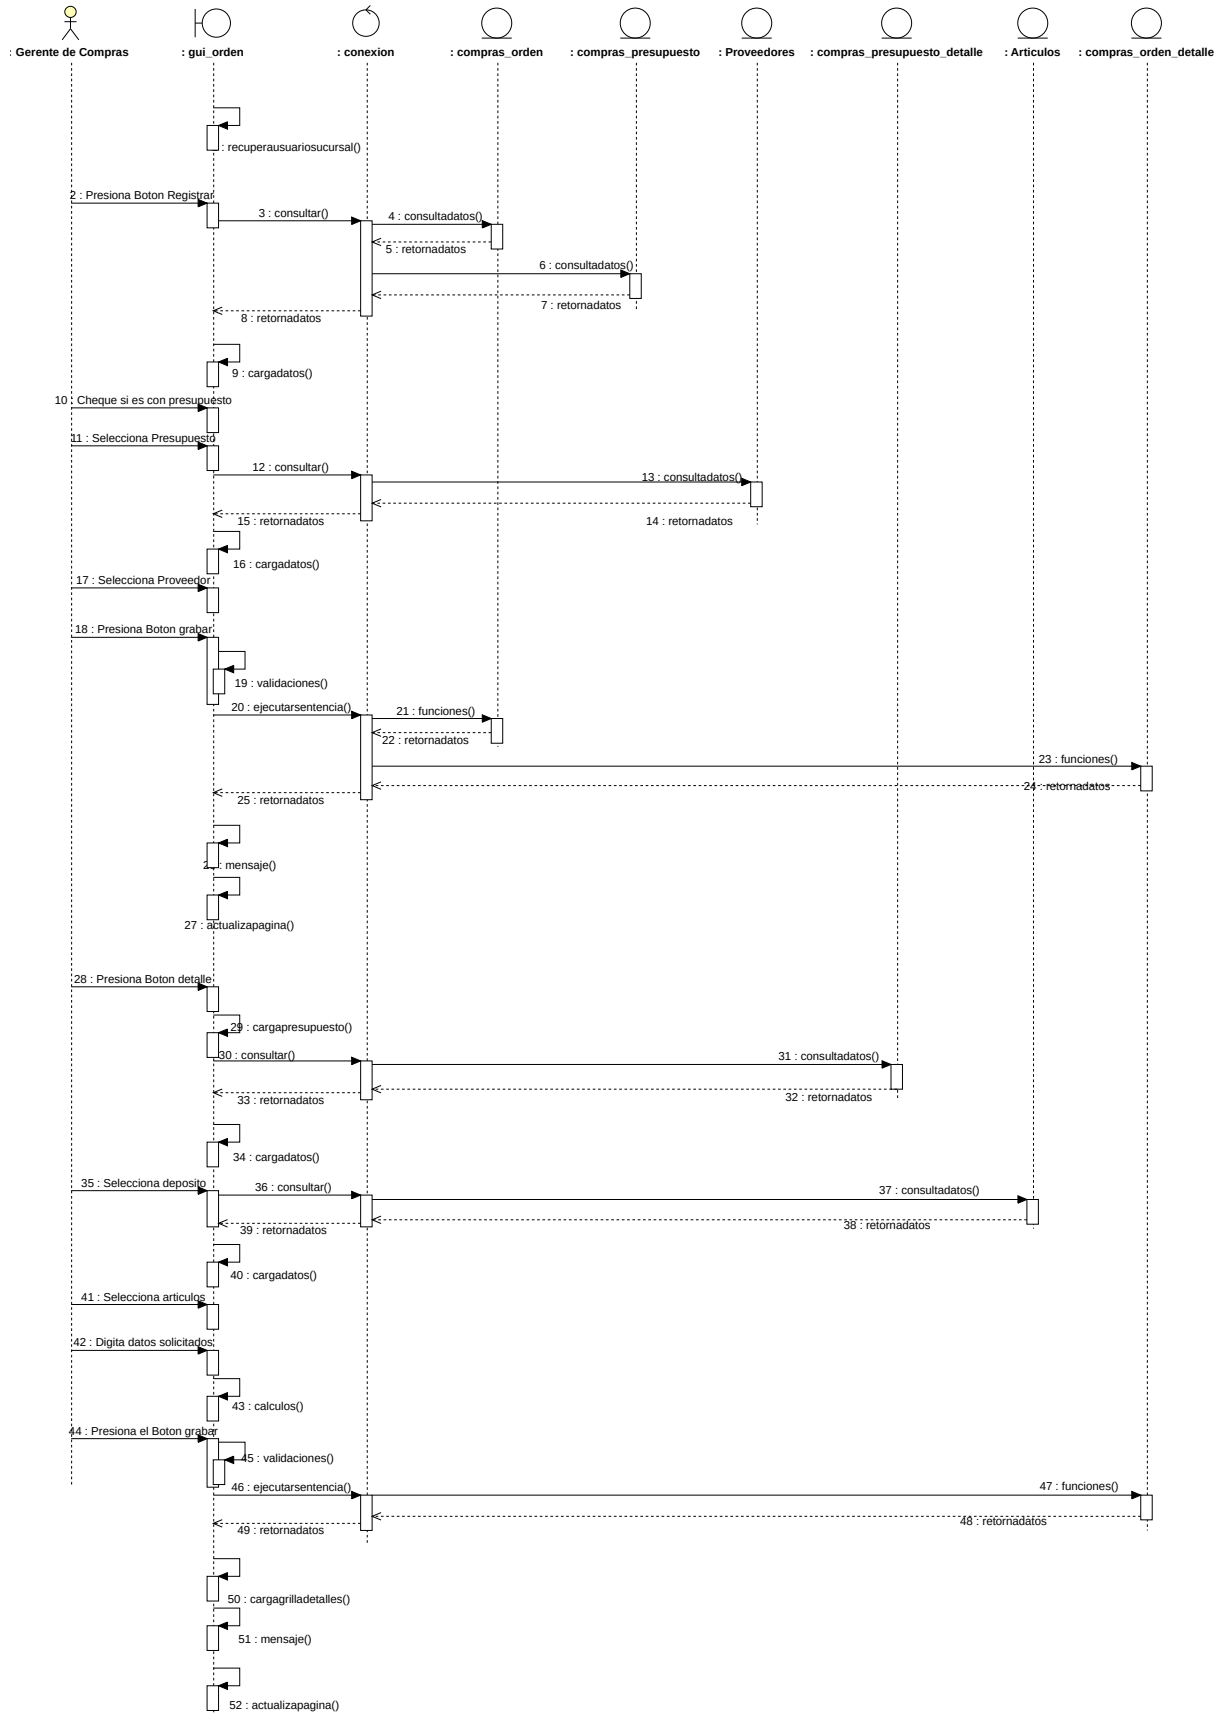 : Gerente de Compras
: gui_orden
: conexion
: compras_orden
: compras_presupuesto
: Proveedores
: compras_presupuesto_detalle
: Articulos
: compras_orden_detalle
: recuperausuariosucursal()
2 : Presiona Boton Registrar
3 : consultar()
4 : consultadatos()
5 : retornadatos
6 : consultadatos()
7 : retornadatos
8 : retornadatos
9 : cargadatos()
10 : Cheque si es con presupuesto
11 : Selecciona Presupuesto
12 : consultar()
13 : consultadatos()
14 : retornadatos
15 : retornadatos
16 : cargadatos()
17 : Selecciona Proveedor
18 : Presiona Boton grabar
19 : validaciones()
20 : ejecutarsentencia()
21 : funciones()
22 : retornadatos
23 : funciones()
24 : retornadatos
25 : retornadatos
: mensaje()
27 : actualizapagina()
28 : Presiona Boton detalle
29 : cargapresupuesto()
30 : consultar()
31 : consultadatos()
32 : retornadatos
33 : retornadatos
34 : cargadatos()
35 : Selecciona deposito
36 : consultar()
37 : consultadatos()
38 : retornadatos
39 : retornadatos
40 : cargadatos()
41 : Selecciona articulos
42 : Digita datos solicitados
43 : calculos()
44 : Presiona el Boton grabar
45 : validaciones()
46 : ejecutarsentencia()
47 : funciones()
48 : retornadatos
49 : retornadatos
50 : cargagrilladetalles()
51 : mensaje()
52 : actualizapagina()